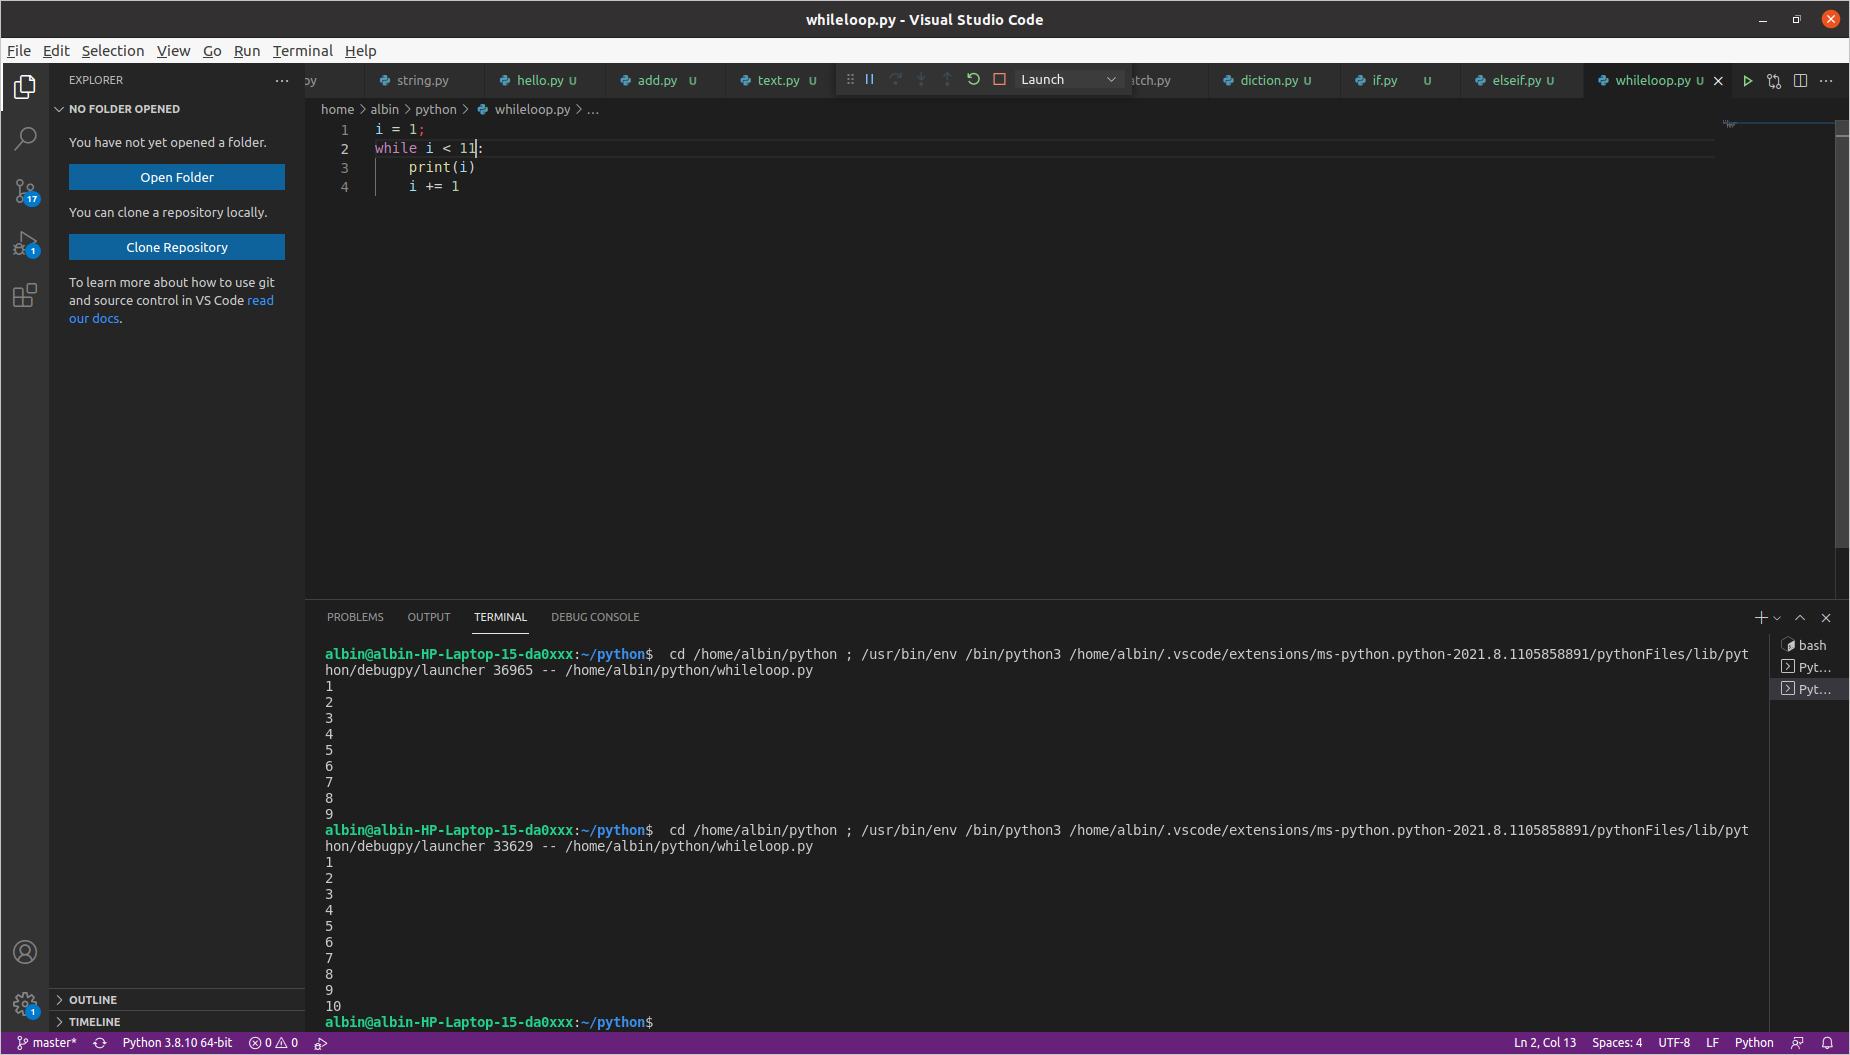 whileloop.py - Visual Studio Code
File Edit Selection View Go Run Terminal Help
EXPLORER
py string.py hello.py U add.py U text.py U Launch atch.py diction.py U if.py U elseif.py U whileloop.py U
NO FOLDER OPENED
home > albin > python > whileloop.py > ...
You have not yet opened a folder.
Open Folder
You can clone a repository locally.
Clone Repository
To learn more about how to use git
and source control in VS Code read
our docs.
17
1
1 i = 1;
2 while i < 11:
3 print(i)
4 i += 1
PROBLEMS OUTPUT TERMINAL DEBUG CONSOLE
albin@albin-HP-Laptop-15-da0xxx:~/python$ cd /home/albin/python ; /usr/bin/env /bin/python3 /home/albin/.vscode/extensions/ms-python.python-2021.8.1105858891/pythonFiles/lib/pyt
hon/debugpy/launcher 36965 -- /home/albin/python/whileloop.py
1
2
3
4
5
6
7
8
9
albin@albin-HP-Laptop-15-da0xxx:~/python$ cd /home/albin/python ; /usr/bin/env /bin/python3 /home/albin/.vscode/extensions/ms-python.python-2021.8.1105858891/pythonFiles/lib/pyt
hon/debugpy/launcher 33629 -- /home/albin/python/whileloop.py
1
2
3
4
5
6
7
8
9
10
albin@albin-HP-Laptop-15-da0xxx:~/python$
bash
Pyt...
Pyt...
OUTLINE
TIMELINE
1
master* Python 3.8.10 64-bit 0 0 Ln 2, Col 13 Spaces: 4 UTF-8 LF Python